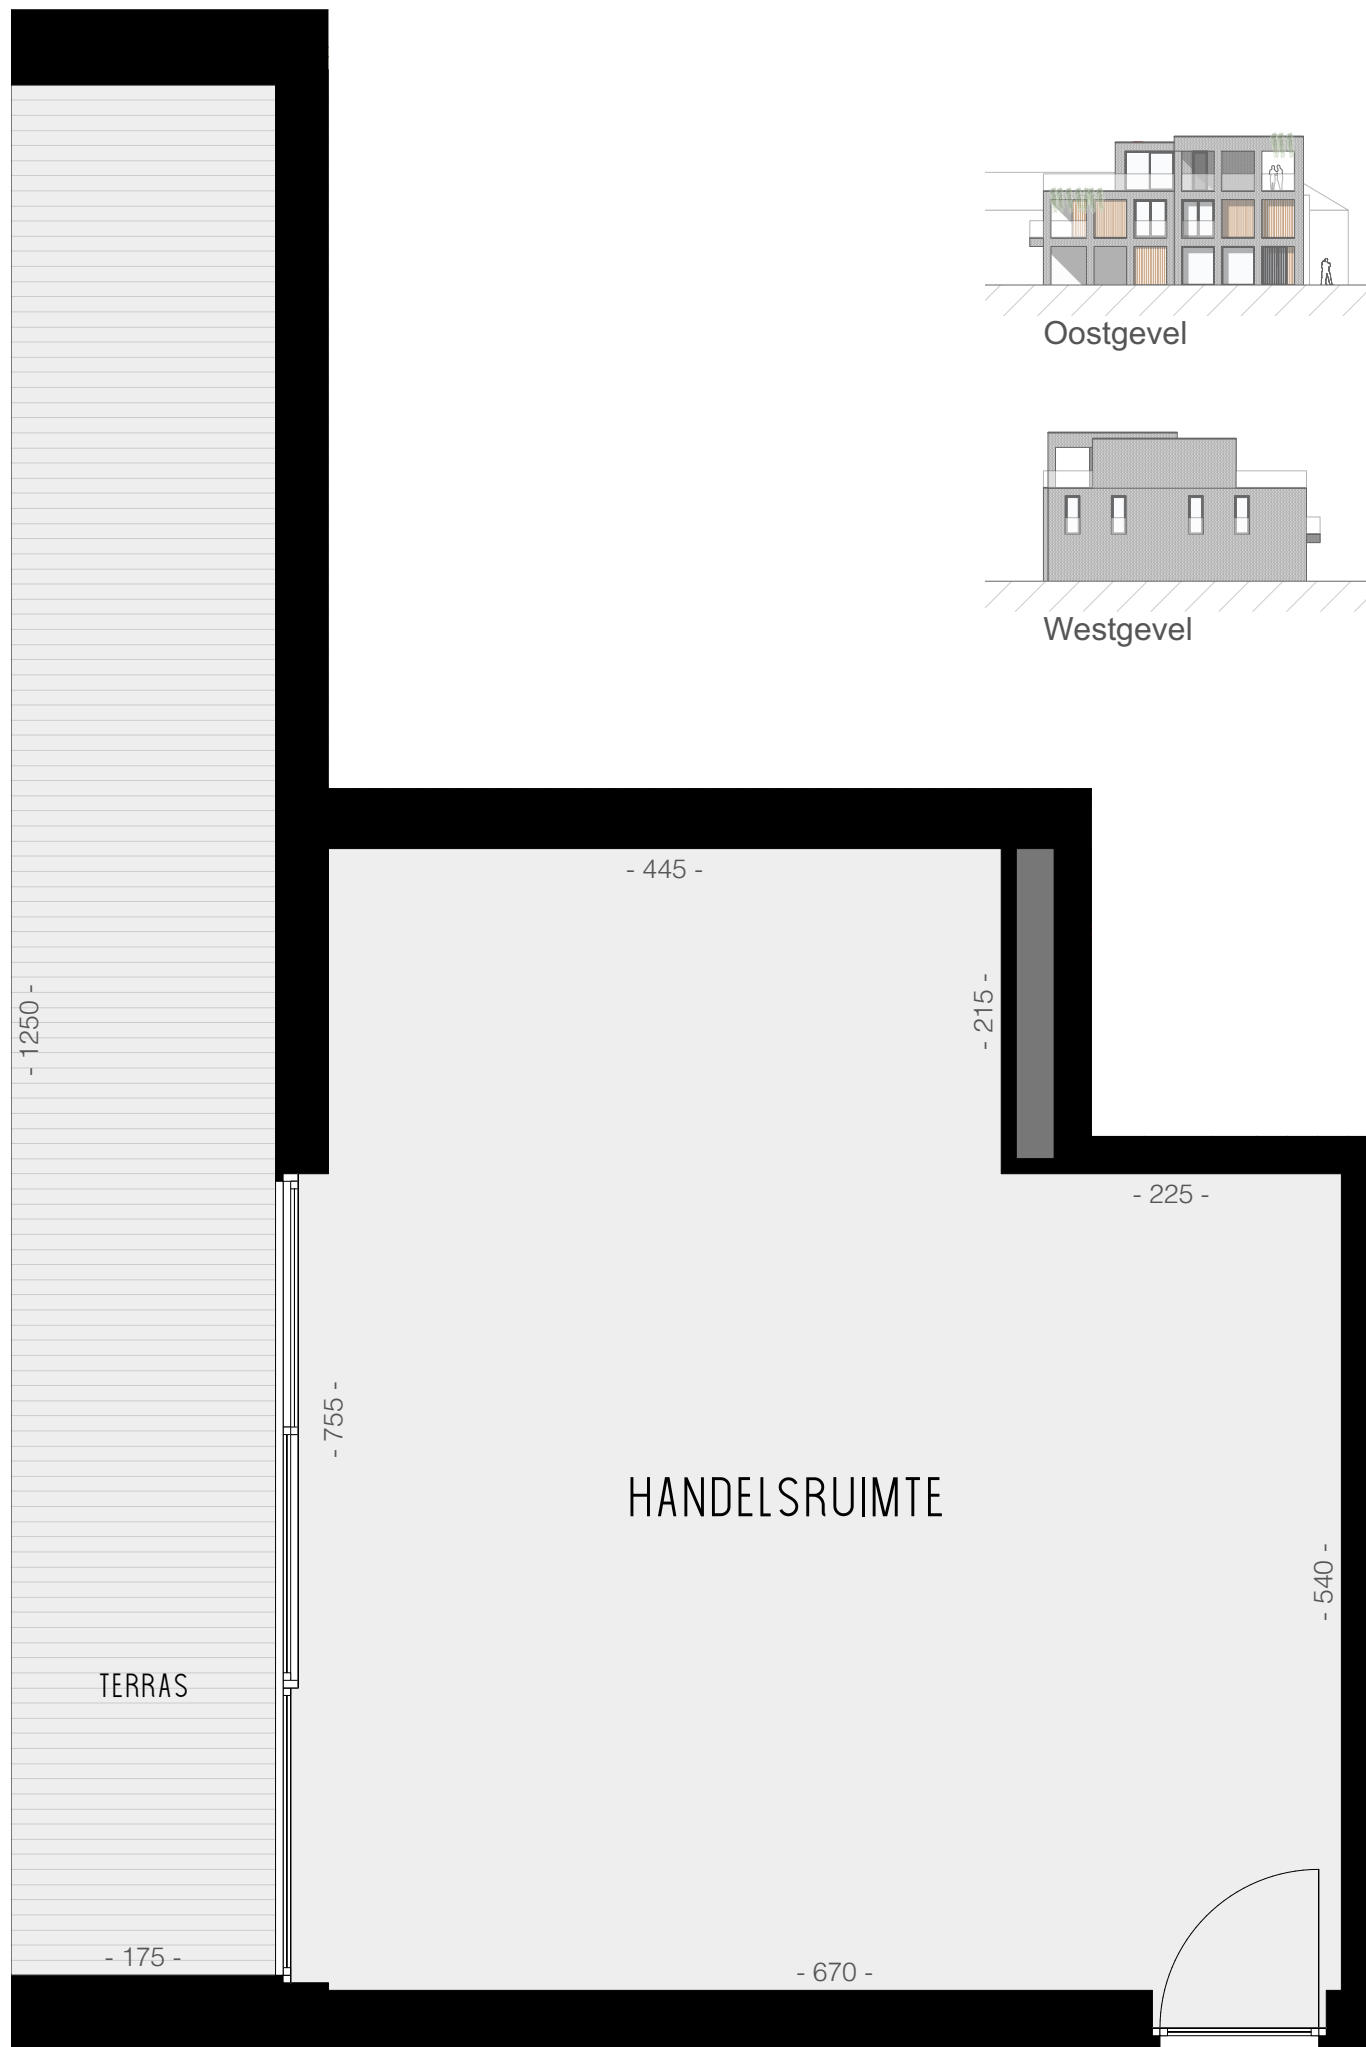 Oostgevel
Westgevel
- 445 -
- 215 -
- 1250 -
- 225 -
- 755 -
HANDELSRUIMTE
- 540 -
TERRAS
- 175 -
- 670 -